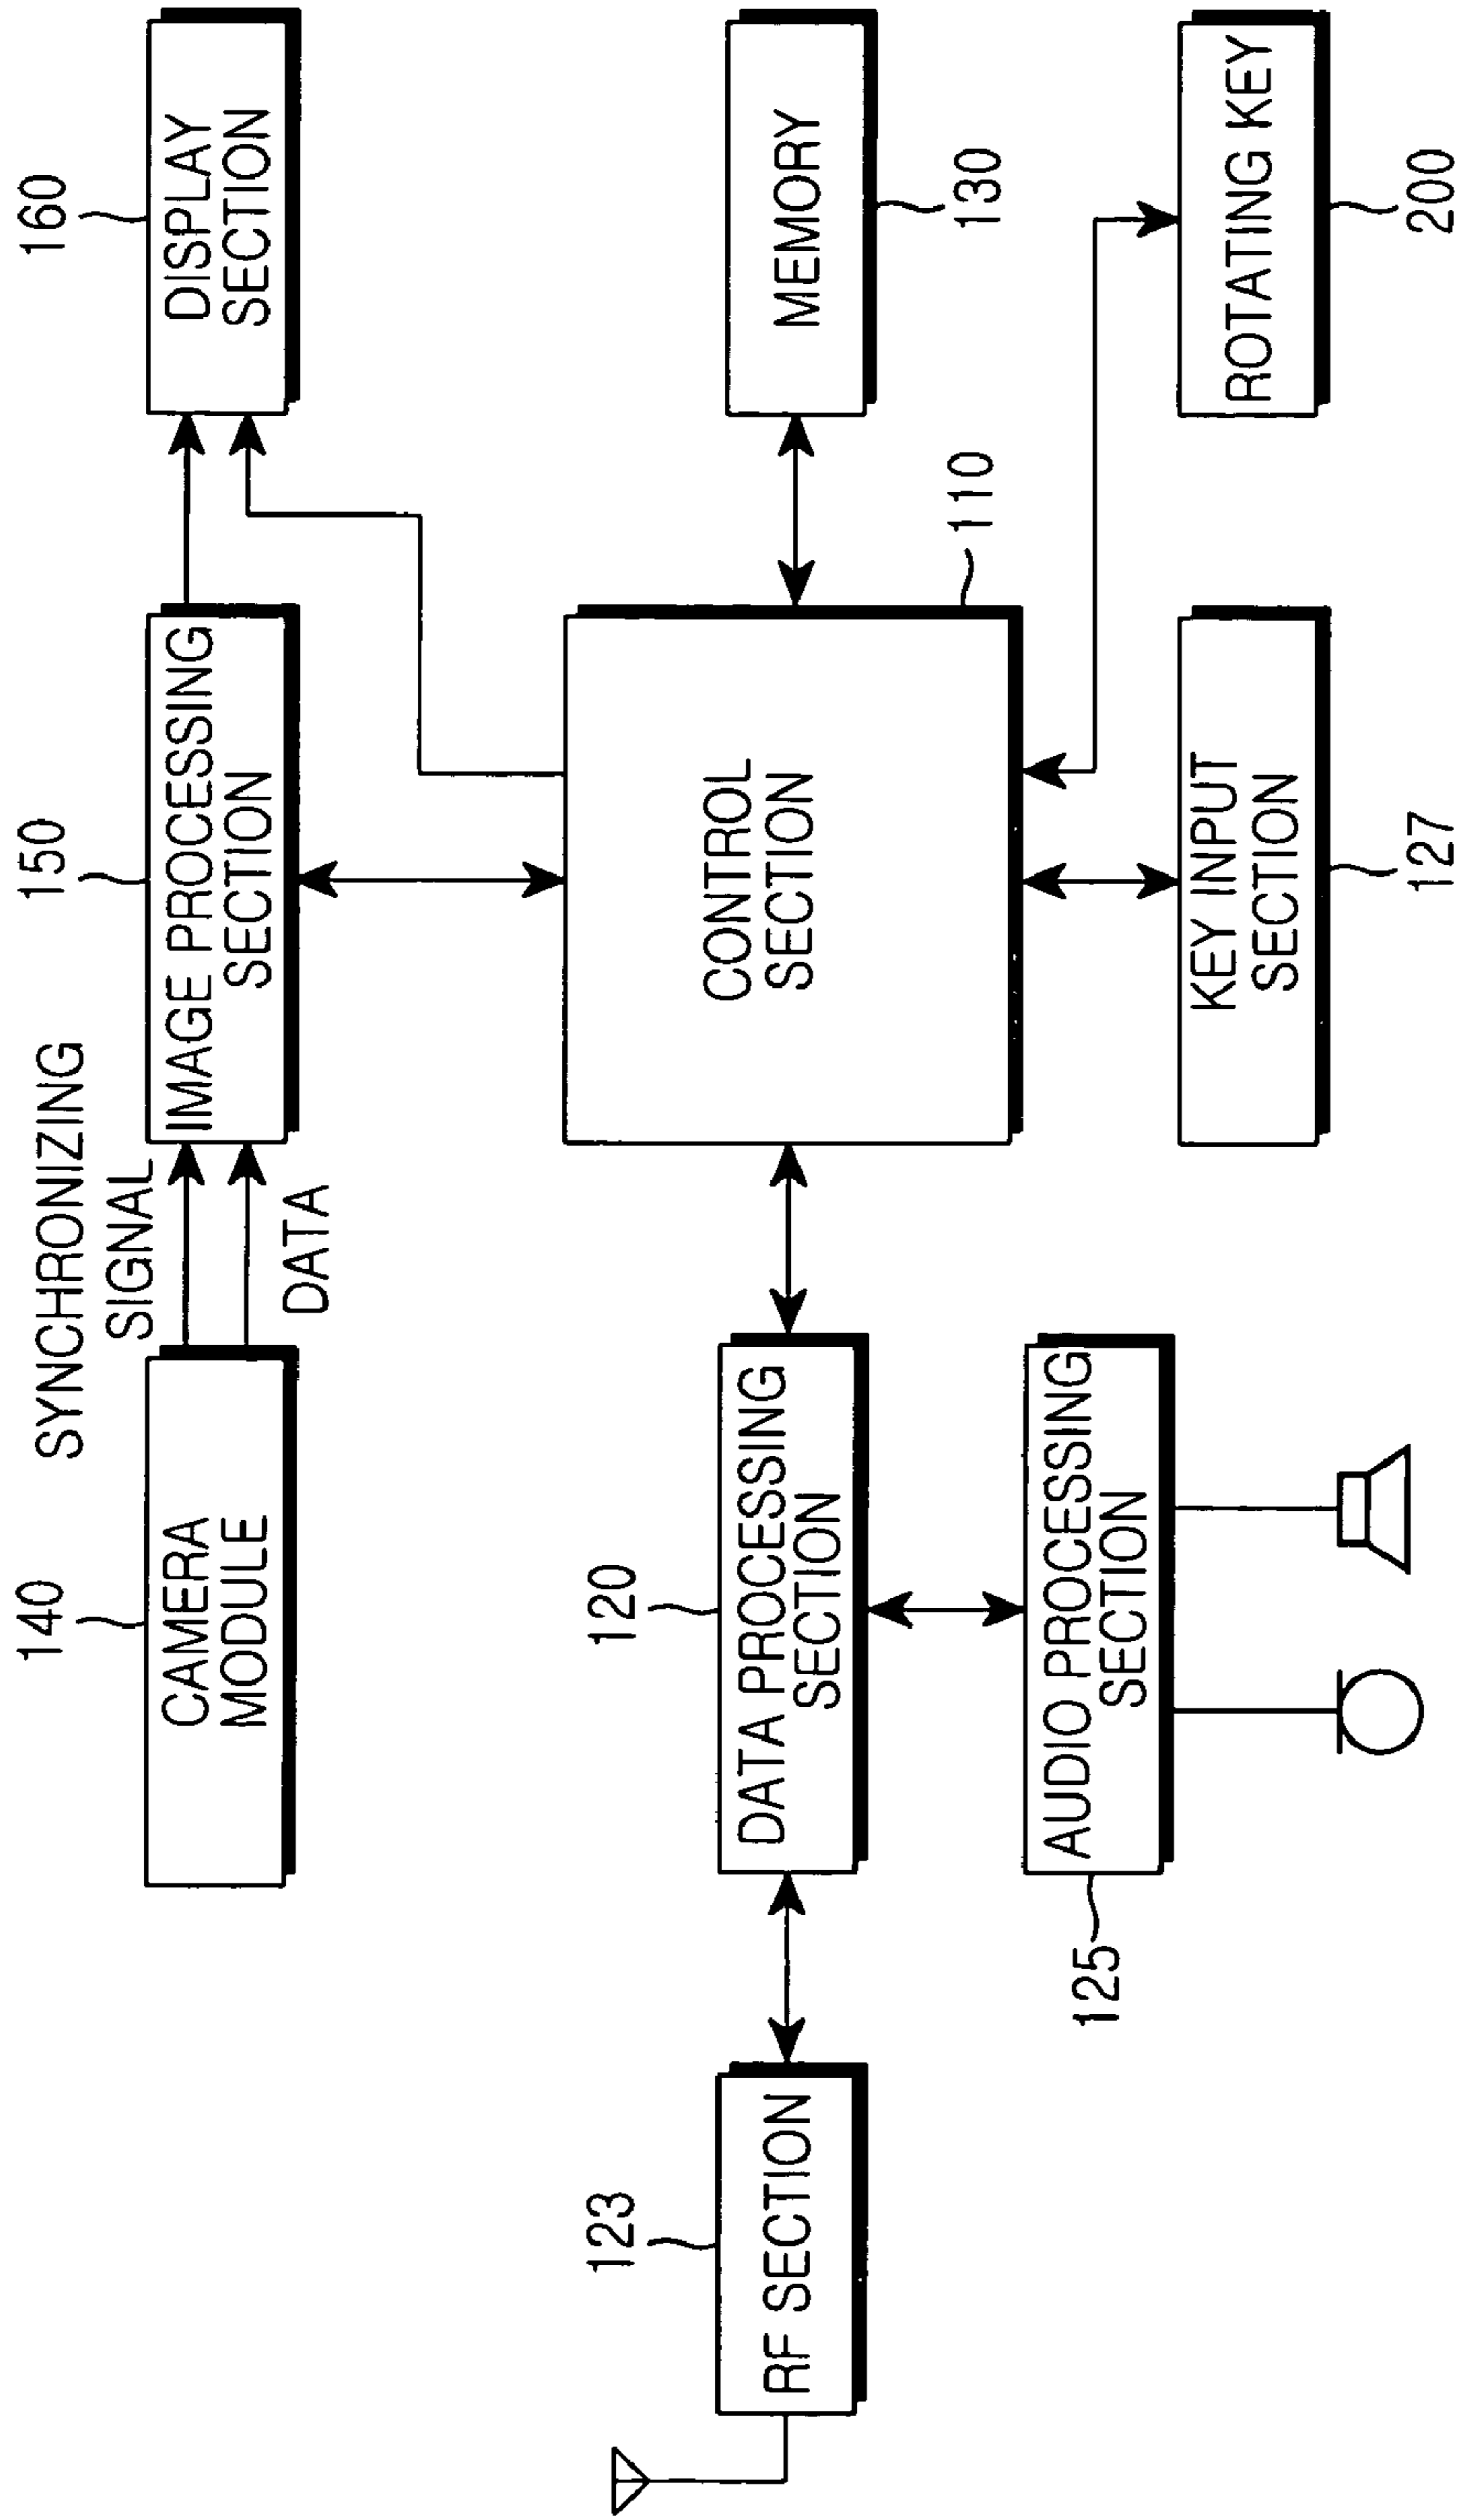 140
CAMERA
MODULE
SYNCHRONIZING
SIGNAL
DATA
150
IMAGE PROCESSING
SECTION
160
DISPLAY
SECTION
123
RF SECTION
120
DATA PROCESSING
SECTION
CONTROL
SECTION
110
MEMORY
130
125
AUDIO PROCESSING
SECTION
KEY INPUT
SECTION
127
ROTATING KEY
200